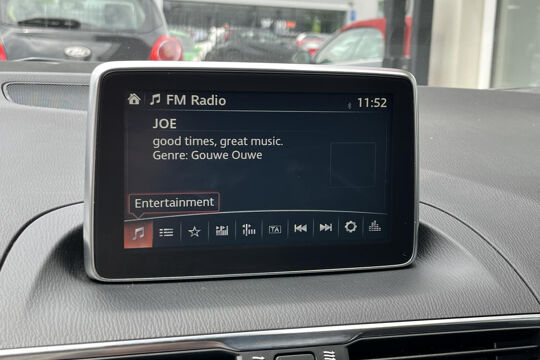 FM Radio
11:52
JOE
good times, great music.
Genre: Gouwe Ouwe
Entertainment
TA